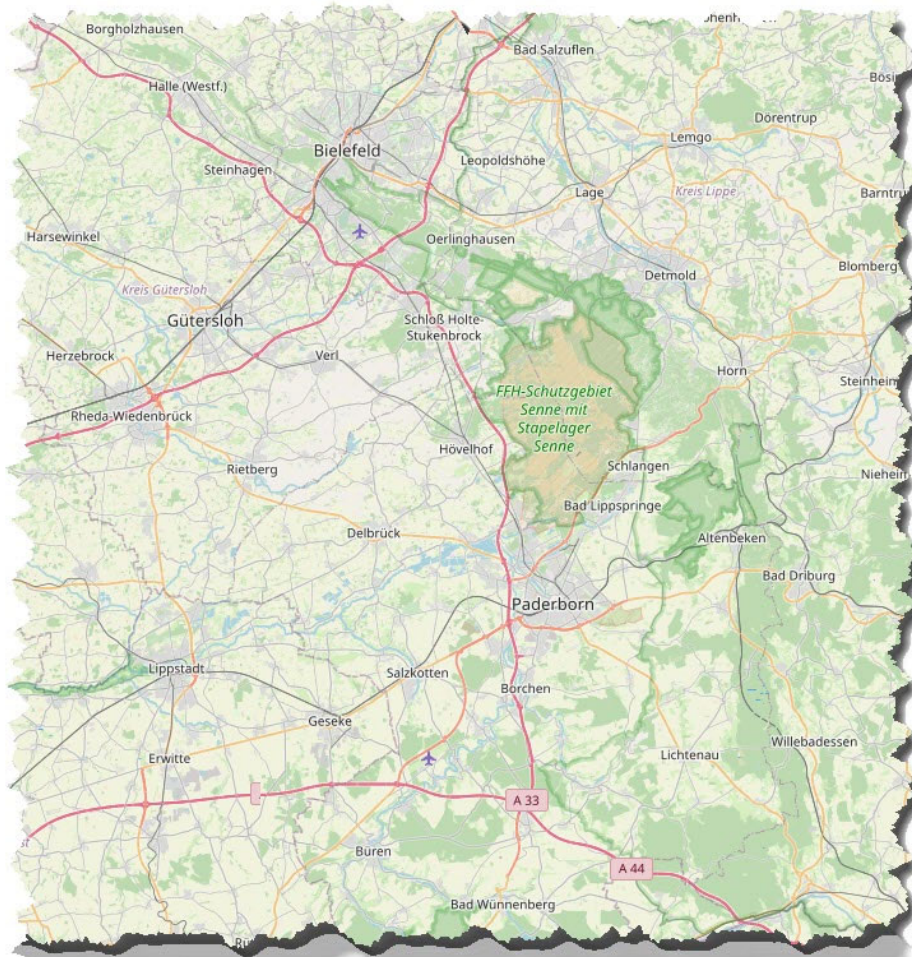 Borgholzhausen
Bad Salzuflen
Halle (Westf.)
Dörentrup
Lemgo
Bielefeld
Leopoldshöhe
Steinhagen
Lage
Kreis Lippe
Harsewinkel
Oerlinghausen
Blomberg
Detmold
Kreis Gütersloh
Gütersloh
Schloß Holte-
Stukenbrock
Herzebrock
Verl
Horn
Steinheim
FFH-Schutzgebiet
Senne mit
Stapelager
Senne
Rheda-Wiedenbrück
Hövelhof
Rietberg
Schlangen
Bad Lippspringe
Delbrück
Altenbeken
Bad Driburg
Paderborn
Lippstadt
Salzkotten
Borchen
Geseke
Willebadessen
Erwitte
Lichtenau
A 33
Büren
A 44
Bad Wünnenberg